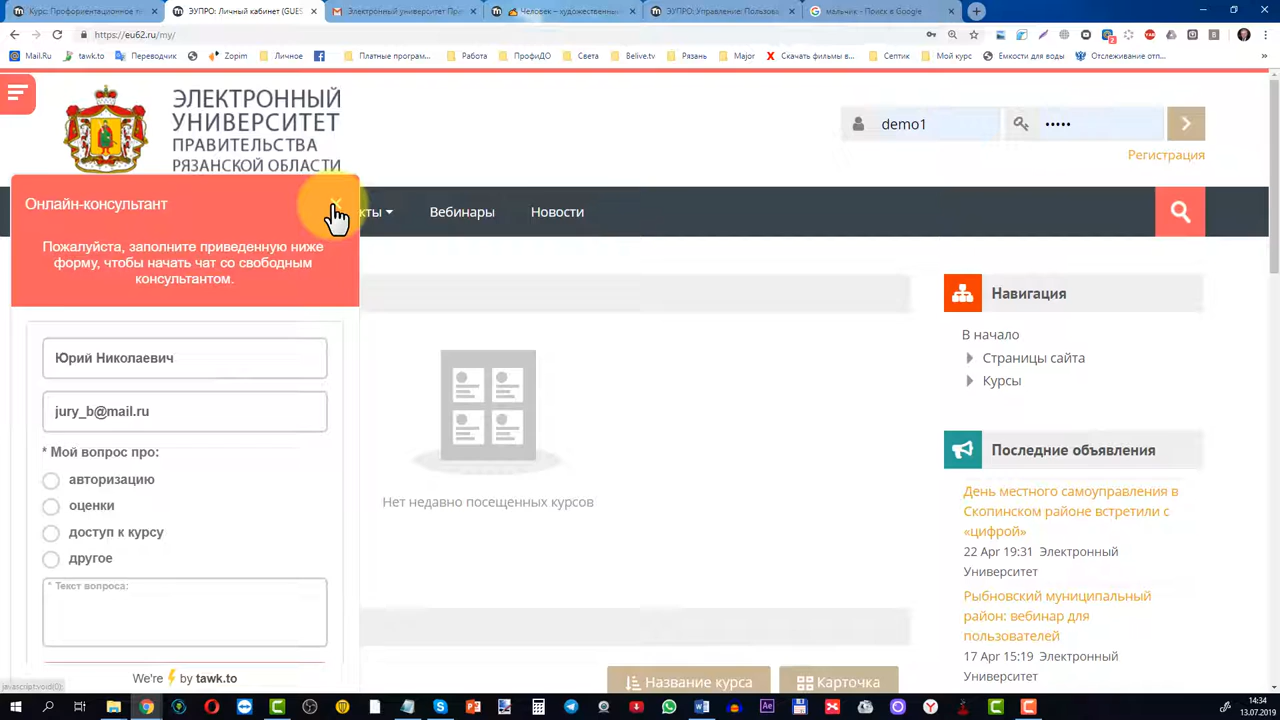 Курс: Профориентационное т
ЭУПРО: Личный кабинет (GUES
Электронный университет При
Человек – художественны
ЭУПРО: Управление: Пользова
мальчик - Поиск в Google
https://eu62.ru/my/
Mail.Ru
tawk.to
Переводчик
Zopim
Личное
Платные програм...
Работа
ПрофиДО
Света
Belive.tv
Рязань
Major
Скачать фильмы в...
Септик
Мой курс
Емкости для воды
Отслеживание отп...
ЭЛЕКТРОННЫЙ
УНИВЕРСИТЕТ
ПРАВИТЕЛЬСТВА
РЯЗАНСКОЙ ОБЛАСТИ
demo1
•••••
Регистрация
кты
Вебинары
Новости
Онлайн-консультант
Пожалуйста, заполните приведенную ниже
форму, чтобы начать чат со свободным
консультантом.
Юрий Николаевич
jury_b@mail.ru
* Мой вопрос про:
авторизацию
оценки
доступ к курсу
другое
* Текст вопроса:
We're by tawk.to
javascript:void(0);
Нет недавно посещенных курсов
Название курса
Карточка
Навигация
В начало
Страницы сайта
Курсы
Последние объявления
День местного самоуправления в
Скопинском районе встретили с
«цифрой»
22 Apr 19:31 Электронный
Университет
Рыбновский муниципальный
район: вебинар для
пользователей
17 Apr 15:19 Электронный
Университет
14:34
13.07.2019